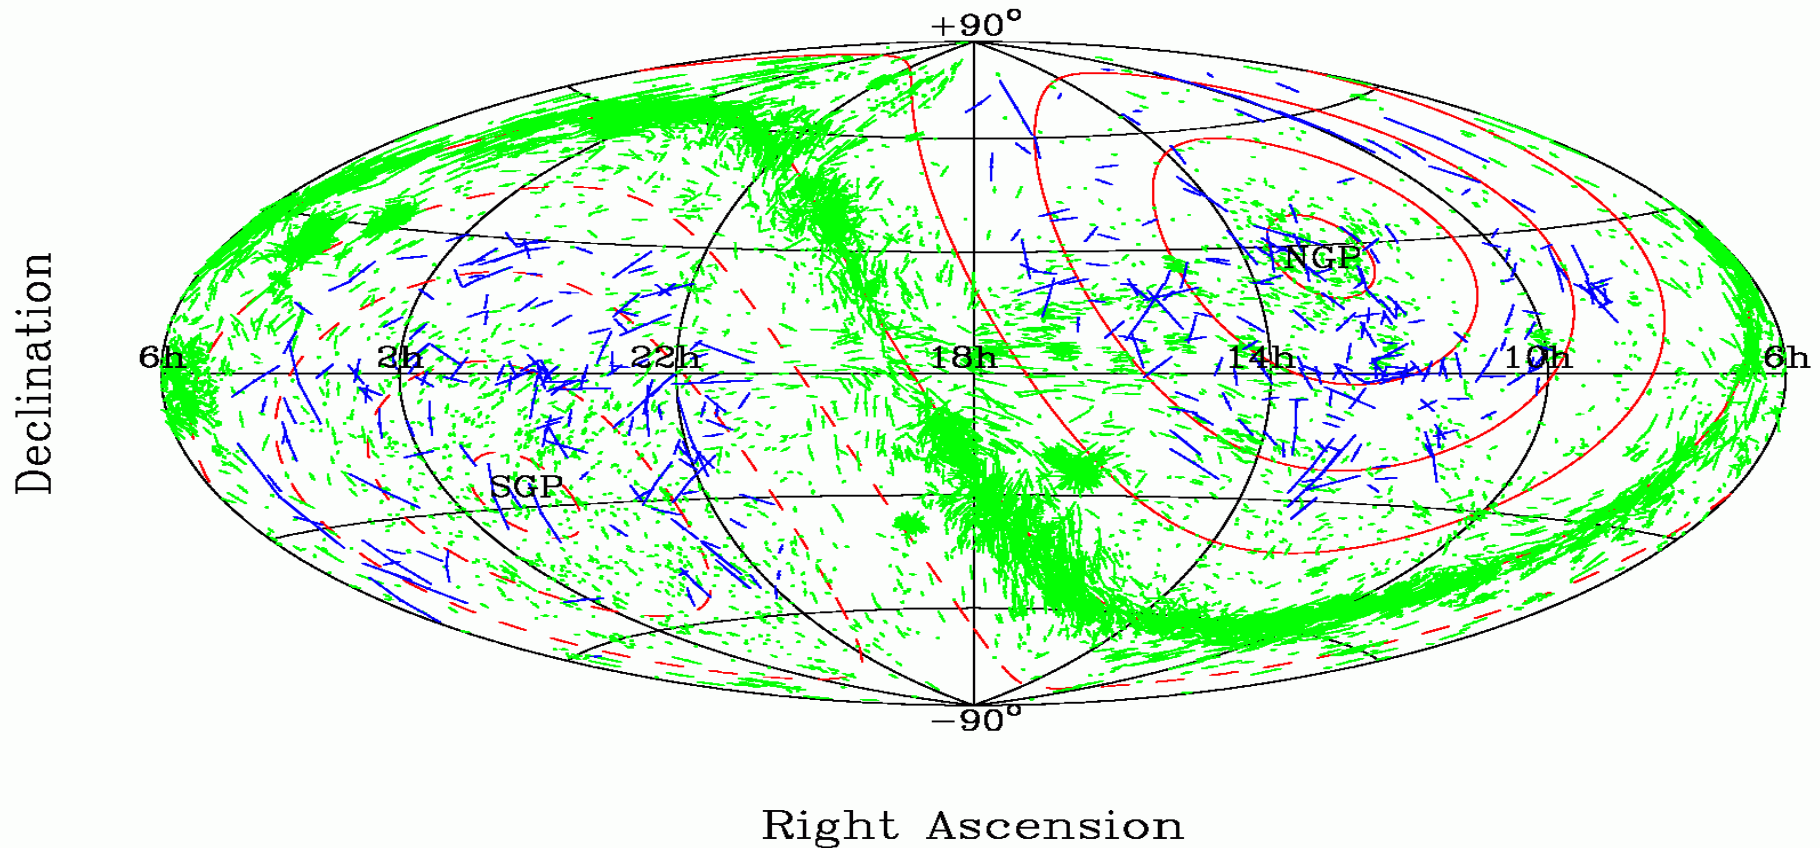 +90°
Declination
NGP
6h 2h 22h 18h 14h 10h 6h
SGP
−90°
Right Ascension